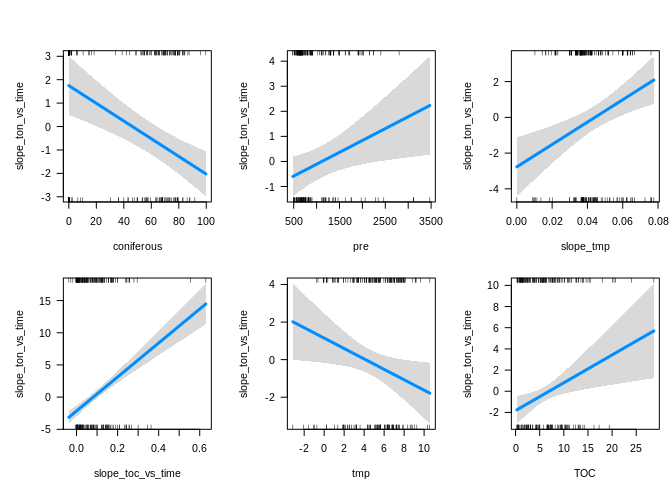 slope_ton_vs_time
3
2
1
0
-1
-2
-3
0 20 40 60 80 100
coniferous
slope_ton_vs_time
4
3
2
1
0
-1
500 1500 2500 3500
pre
slope_ton_vs_time
2
0
-2
-4
0.00 0.02 0.04 0.06 0.08
slope_tmp
slope_ton_vs_time
15
10
5
0
-5
0.0 0.2 0.4 0.6
slope_toc_vs_time
slope_ton_vs_time
4
2
0
-2
-2 0 2 4 6 8 10
tmp
slope_ton_vs_time
10
8
6
4
2
0
-2
0 5 10 15 20 25
TOC